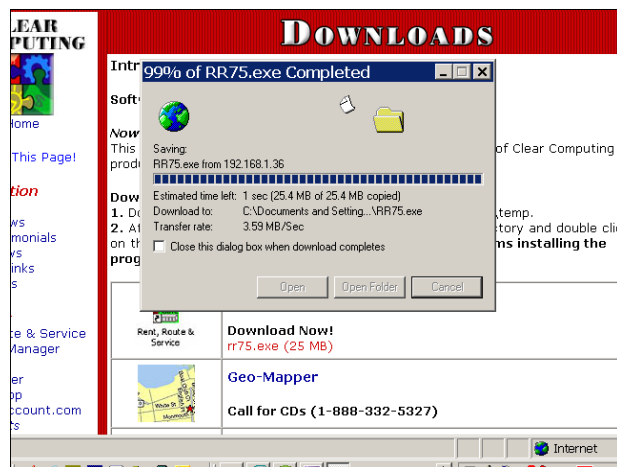 LEAR
PUTING
DOWNLOADS
99% of RR75.exe Completed
Saving:
RR75.exe from 192.168.1.36
Estimated time left: 1 sec (25.4 MB of 25.4 MB copied)
Download to: C:\Documents and Setting...\RR75.exe
Transfer rate: 3.59 MB/Sec
Close this dialog box when download completes
Open Open Folder Cancel
Intr
Soft
Now
This of Clear Computing
prod
Dow
1. Do \temp.
2. Af tory and double cli
on th ms installing the
prog
Home
This Page!
tion
ws
monials
vs
inks
s
te & Service
Manager
er
op
ccount.com
ts
Rent, Route &
Service
Download Now!
rr75.exe (25 MB)
Geo-Mapper
Call for CDs (1-888-332-5327)
Internet